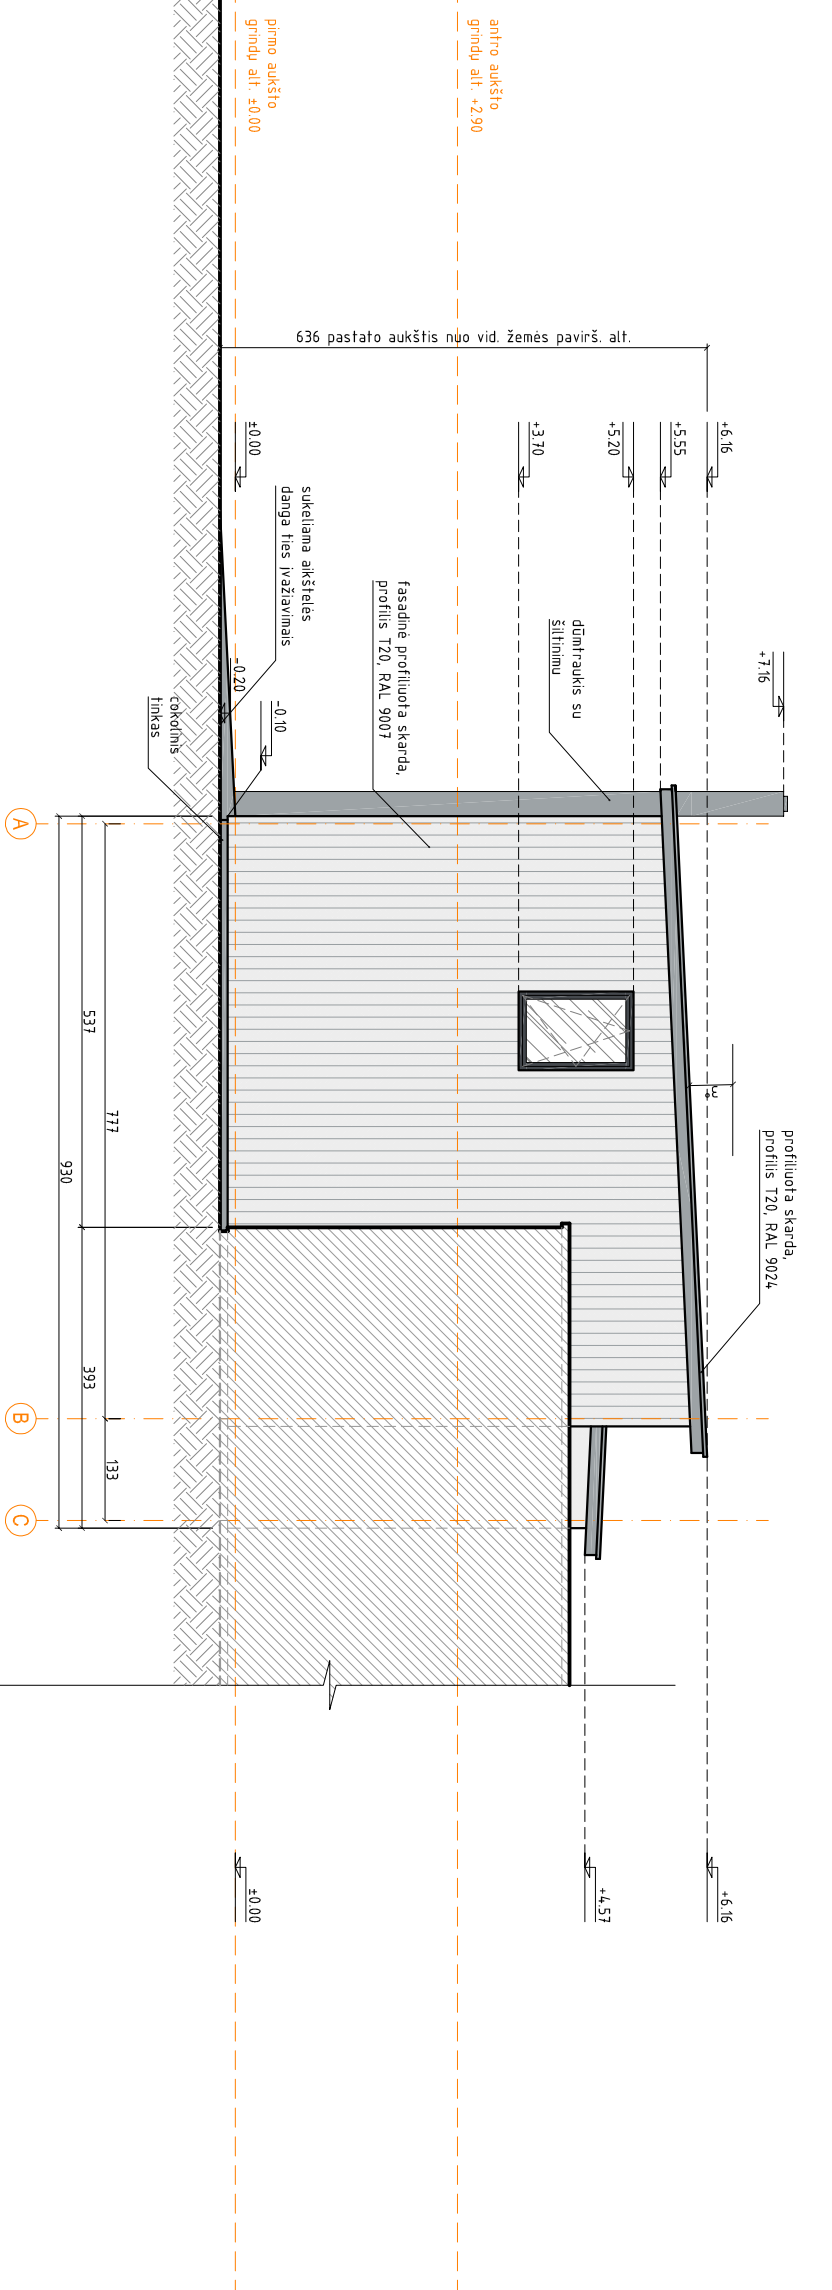 pirmo aukšto
grindų alt. ±0.00
antro aukšto
grindų alt. +2.90
636 pastato aukštis nuo vid. žemės pavirš. alt.
+6.16
+5.55
+5.20
+3.70
±0.00
sukeliama aikštelės
danga ties įvažiavimais
fasadinė profiliuota skarda,
profilis T20, RAL 9007
dūmtraukis su
šiltinimu
+7.16
-0.20
-0.10
cokolinis
tinkas
A
3°
profiliuota skarda,
profilis T20, RAL 9024
537
777
930
393
133
B
C
+6.16
+4.57
±0.00